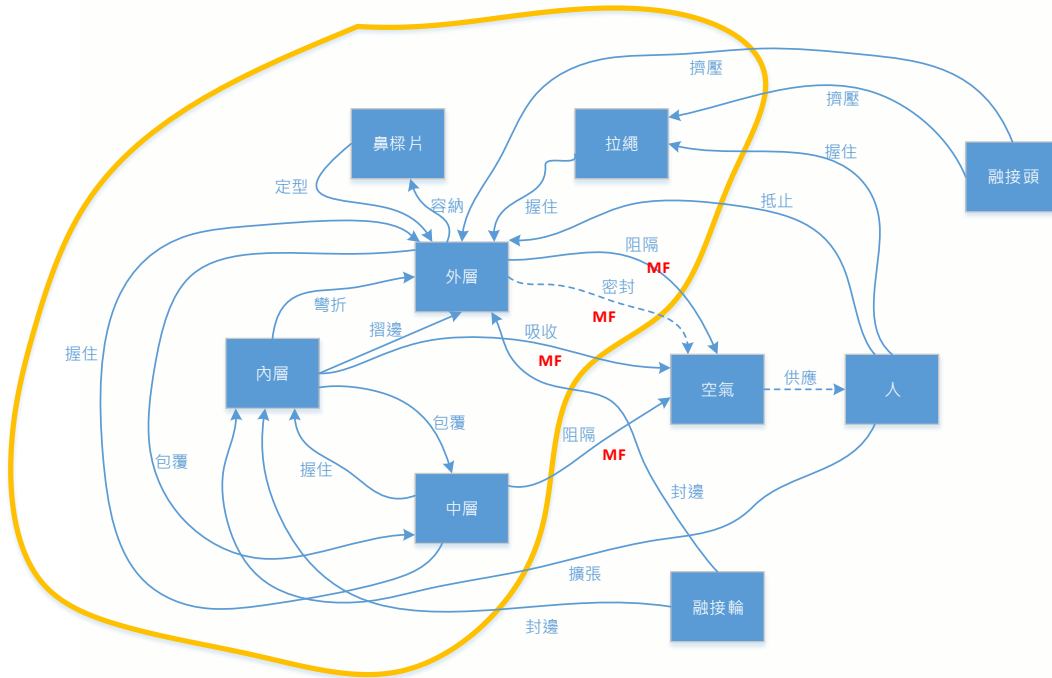 擠壓
擠壓
鼻樑片
拉繩
握住
融接頭
定型
容納
握住
抵止
阻隔
MF
外層
密封
MF
彎折
摺邊
吸收
MF
握住
內層
空氣
供應
人
包覆
阻隔
MF
包覆
握住
中層
封邊
擴張
融接輪
封邊